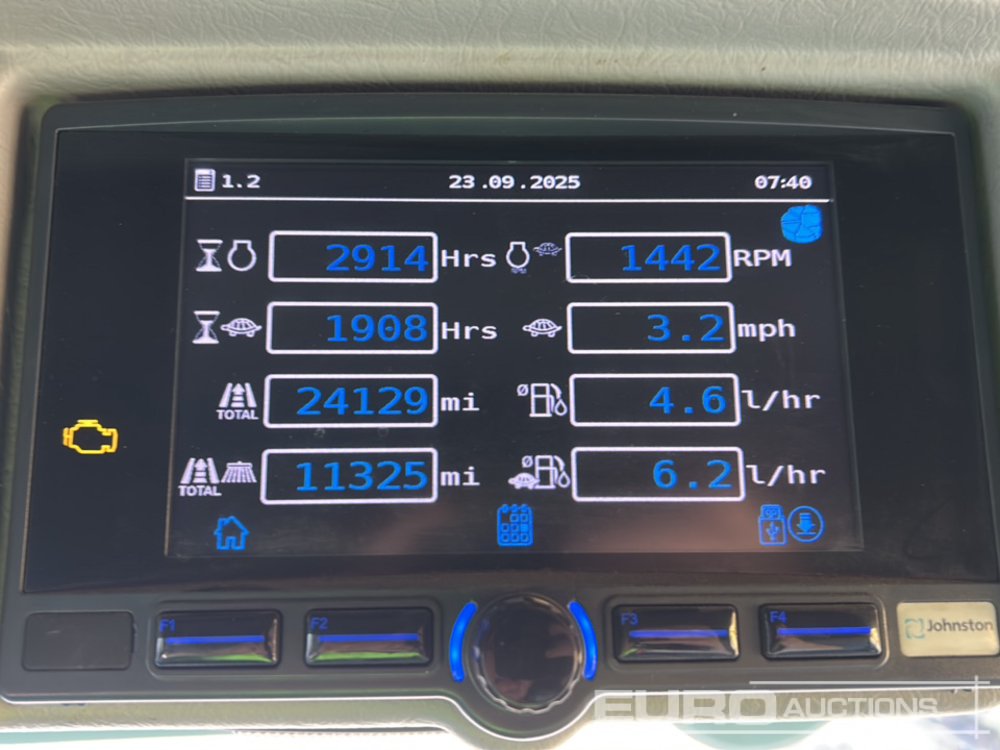 1.2 23.09.2025 07:40
2914 Hrs 1442 RPM
1908 Hrs 3.2 mph
TOTAL 24129 mi ø 4.6 l/hr
TOTAL 11325 mi ø 6.2 l/hr
F1 F2 F3 F4 Johnston
EURO AUCTIONS